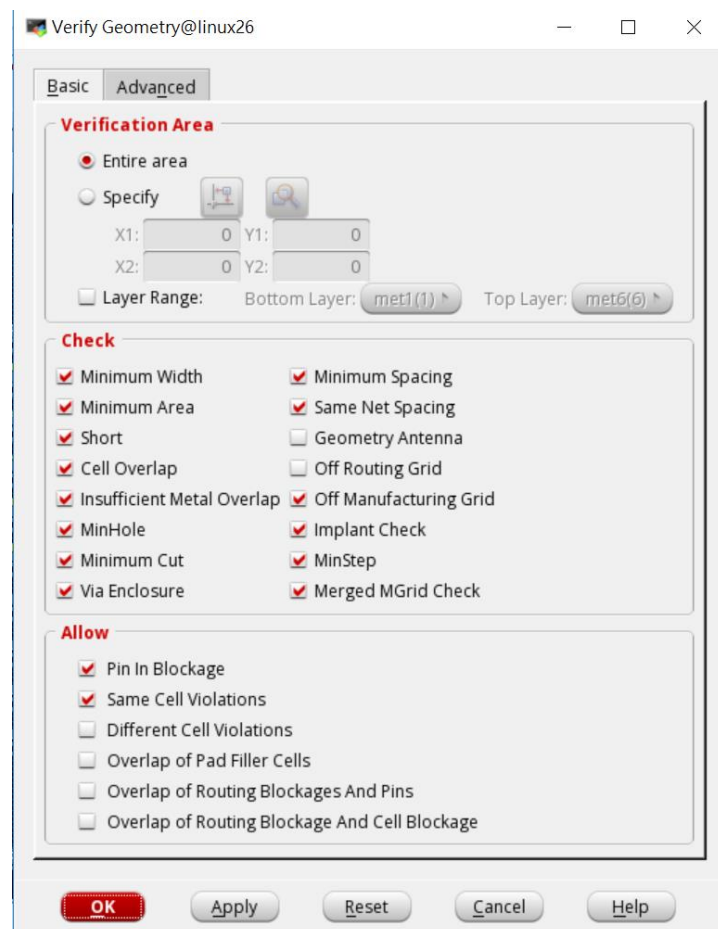 Verify Geometry@linux26
Basic Advanced
Verification Area
Entire area
Specify
X1: 0 Y1: 0
X2: 0 Y2: 0
Layer Range: Bottom Layer: met1(1) Top Layer: met6(6)
Check
Minimum Width Minimum Spacing
Minimum Area Same Net Spacing
Short Geometry Antenna
Cell Overlap Off Routing Grid
Insufficient Metal Overlap Off Manufacturing Grid
MinHole Implant Check
Minimum Cut MinStep
Via Enclosure Merged MGrid Check
Allow
Pin In Blockage
Same Cell Violations
Different Cell Violations
Overlap of Pad Filler Cells
Overlap of Routing Blockages And Pins
Overlap of Routing Blockage And Cell Blockage
OK Apply Reset Cancel Help